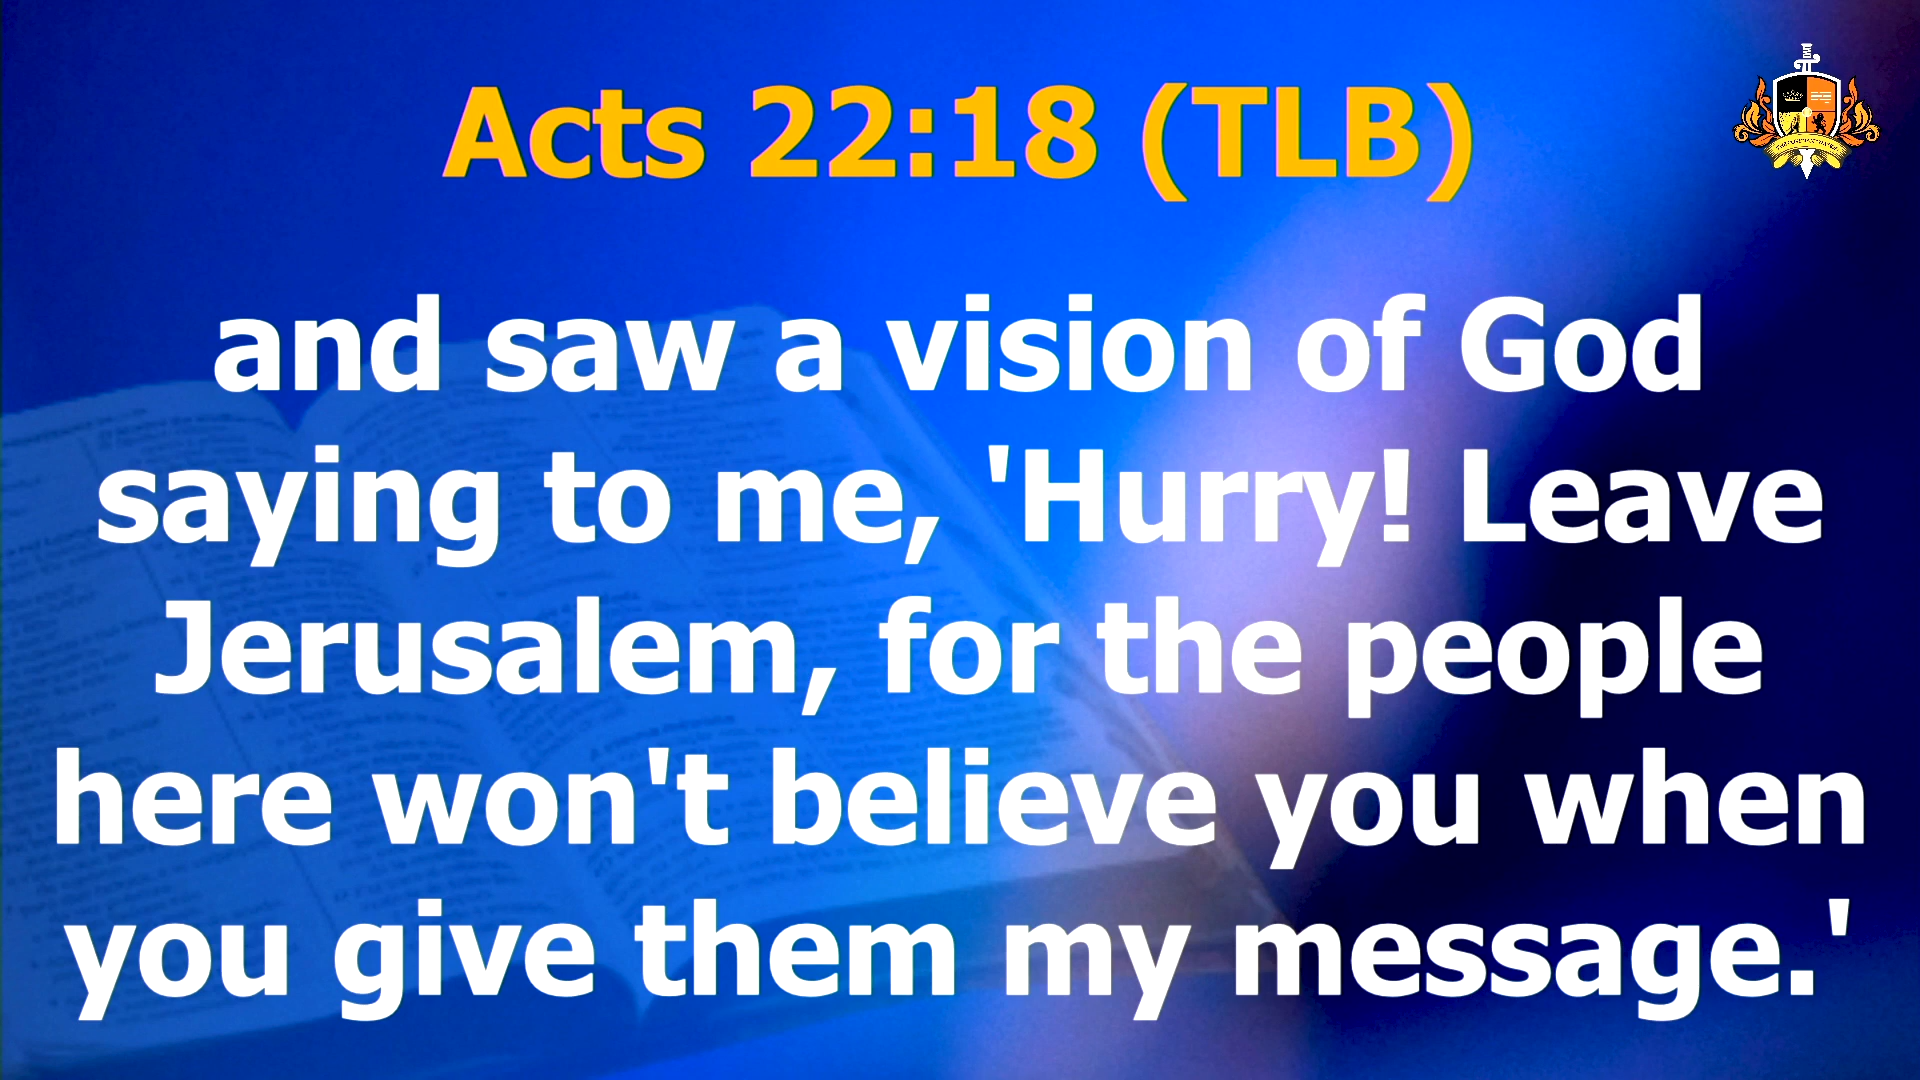 Acts 22:18 (TLB)
and saw a vision of God
saying to me, 'Hurry! Leave
Jerusalem, for the people
here won't believe you when
you give them my message.'